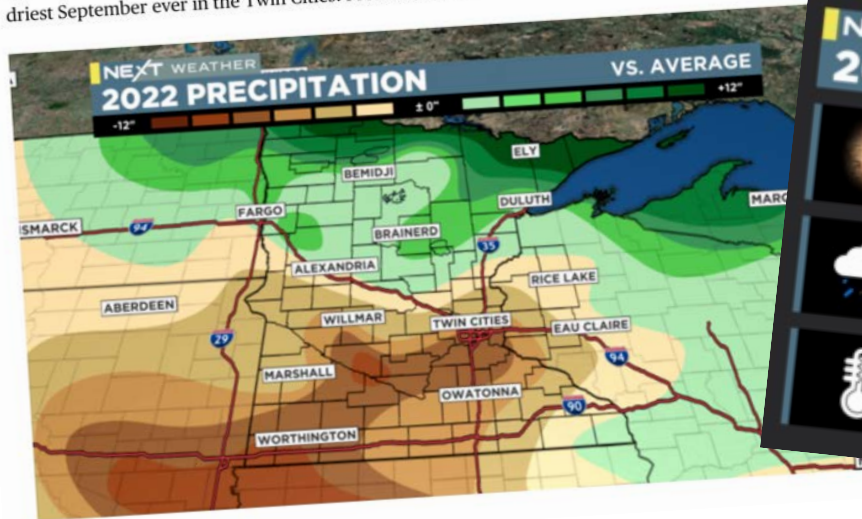 driest September ever in the Twin Cities.
NEXT WEATHER
2022 PRECIPITATION
VS. AVERAGE
-12"
± 0"
+12"
ELY
BEMIDJI
DULUTH
FARGO
94
BRAINERD
35
ALEXANDRIA
RICE LAKE
ABERDEEN
WILLMAR
TWIN CITIES
EAU CLAIRE
29
94
MARSHALL
OWATONNA
90
WORTHINGTON